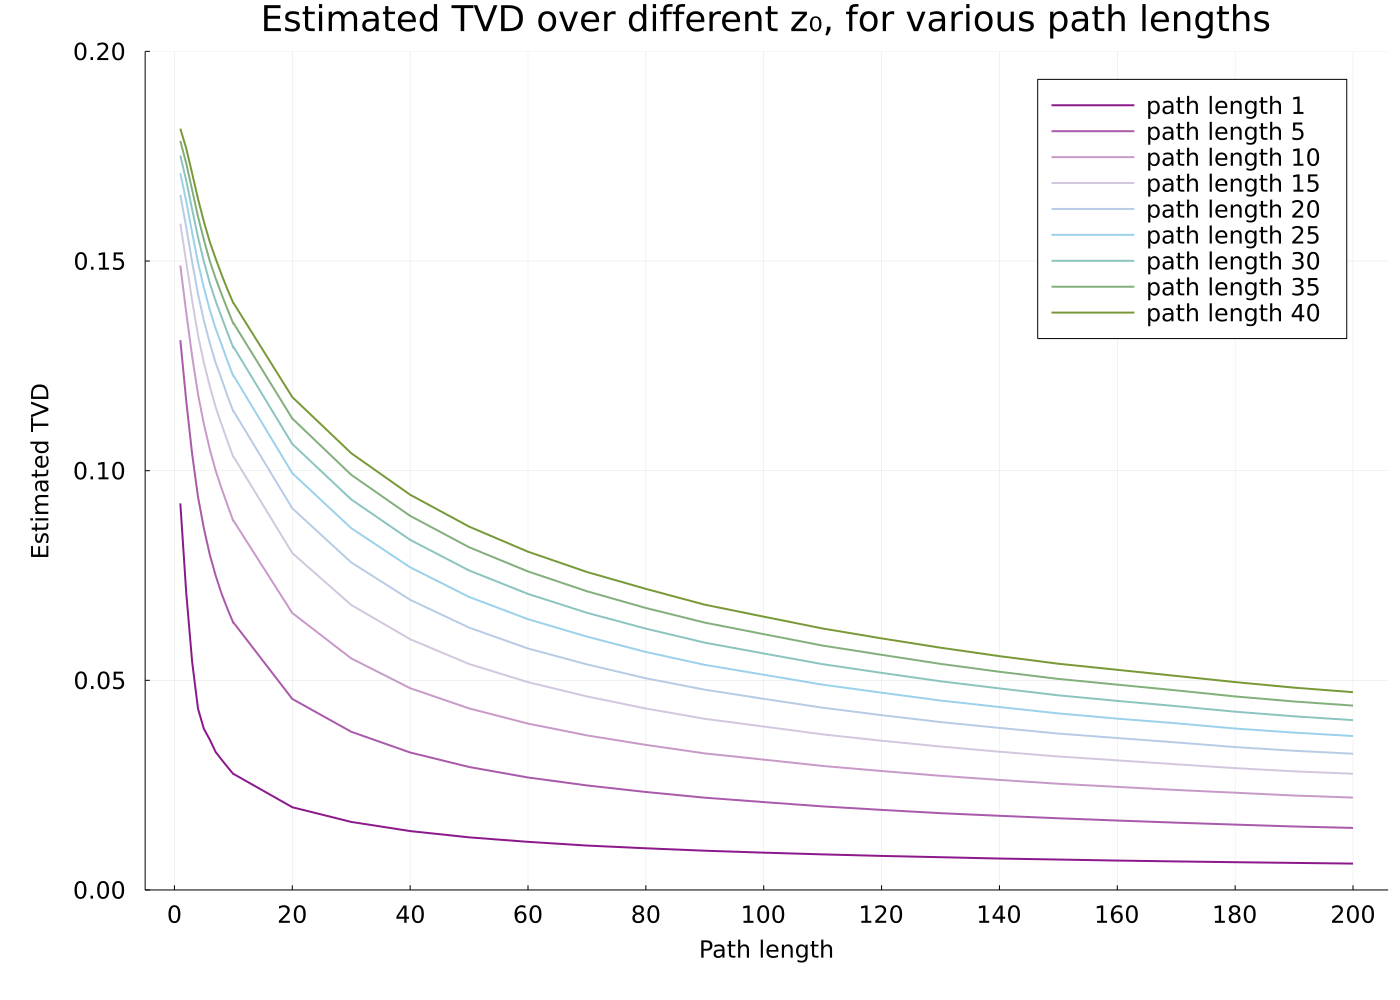 Estimated TVD over different z₀, for various path lengths
0.20
0.15
0.10
0.05
0.00
Estimated TVD
path length 1
path length 5
path length 10
path length 15
path length 20
path length 25
path length 30
path length 35
path length 40
0 20 40 60 80 100 120 140 160 180 200
Path length